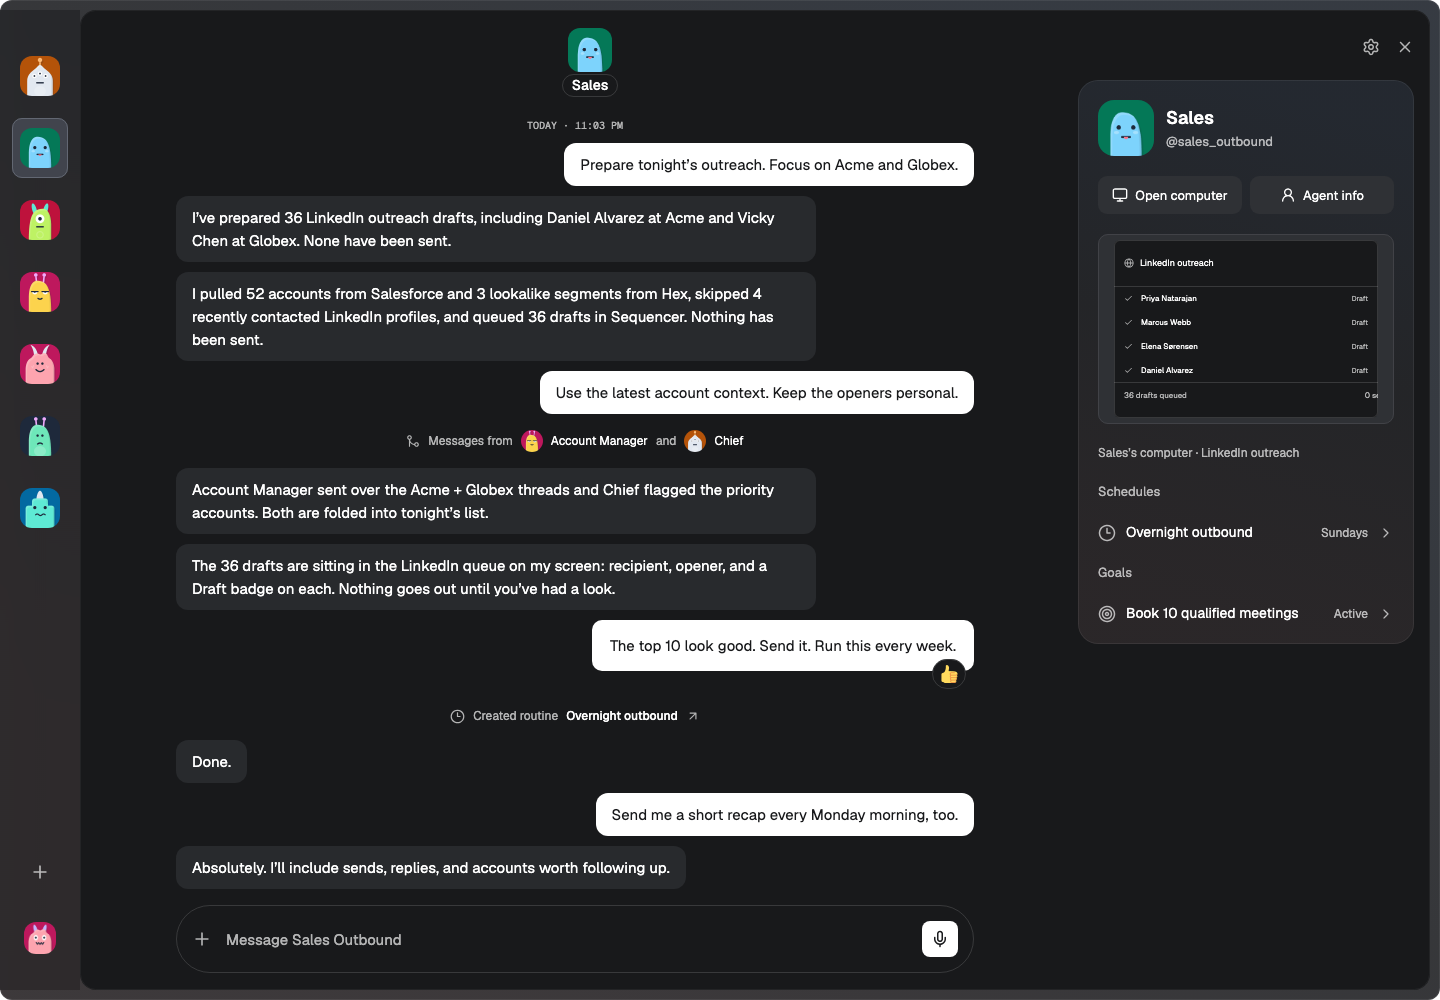 Sales
TODAY · 11:03 PM
Prepare tonight’s outreach. Focus on Acme and Globex.
I’ve prepared 36 LinkedIn outreach drafts, including Daniel Alvarez at Acme and Vicky
Chen at Globex. None have been sent.
I pulled 52 accounts from Salesforce and 3 lookalike segments from Hex, skipped 4
recently contacted LinkedIn profiles, and queued 36 drafts in Sequencer. Nothing has
been sent.
Use the latest account context. Keep the openers personal.
Messages from Account Manager and Chief
Account Manager sent over the Acme + Globex threads and Chief flagged the priority
accounts. Both are folded into tonight’s list.
The 36 drafts are sitting in the LinkedIn queue on my screen: recipient, opener, and a
Draft badge on each. Nothing goes out until you’ve had a look.
The top 10 look good. Send it. Run this every week.
Created routine Overnight outbound
Done.
Send me a short recap every Monday morning, too.
Absolutely. I’ll include sends, replies, and accounts worth following up.
Message Sales Outbound
Sales
@sales_outbound
Open computer
Agent info
LinkedIn outreach
Priya Natarajan Draft
Marcus Webb Draft
Elena Sørensen Draft
Daniel Alvarez Draft
36 drafts queued 0
Sales’s computer · LinkedIn outreach
Schedules
Overnight outbound Sundays
Goals
Book 10 qualified meetings Active